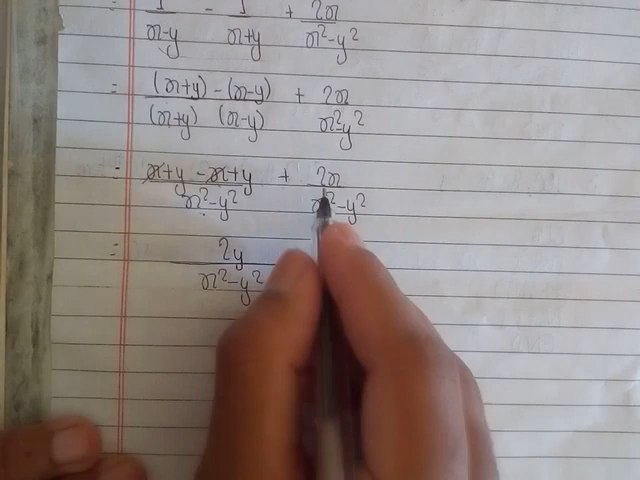 = 1/(x-y) - 1/(x+y) + 2x/(x²-y²)
= ((x+y) - (x-y))/((x+y) (x-y)) + 2x/(x²-y²)
= (x+y - x+y)/(x²-y²) + 2x/(x²-y²)
= 2y/(x²-y²)